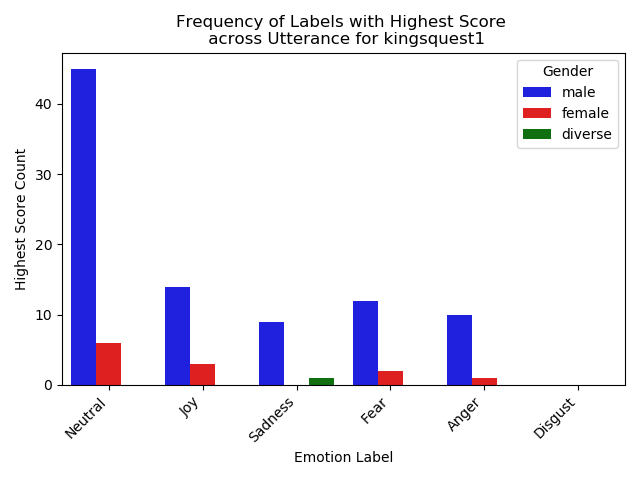 Frequency of Labels with Highest Score
across Utterance for kingsquest1
Gender
male
female
diverse
Highest Score Count
40
30
20
10
0
Neutral
Joy
Sadness
Fear
Anger
Disgust
Emotion Label